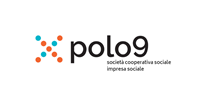 polo9
società cooperativa sociale
impresa sociale